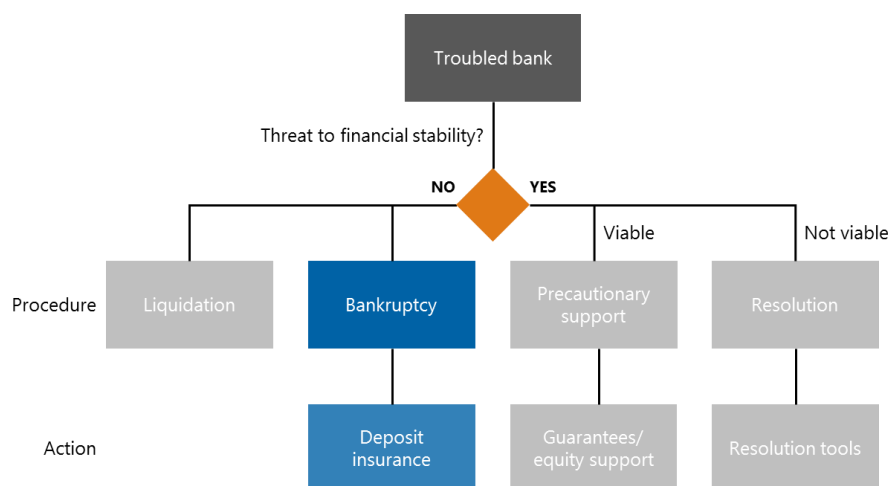 Troubled bank
Threat to financial stability?
NO
YES
Viable
Not viable
Procedure
Liquidation
Bankruptcy
Precautionary
support
Resolution
Action
Deposit
insurance
Guarantees/
equity support
Resolution tools